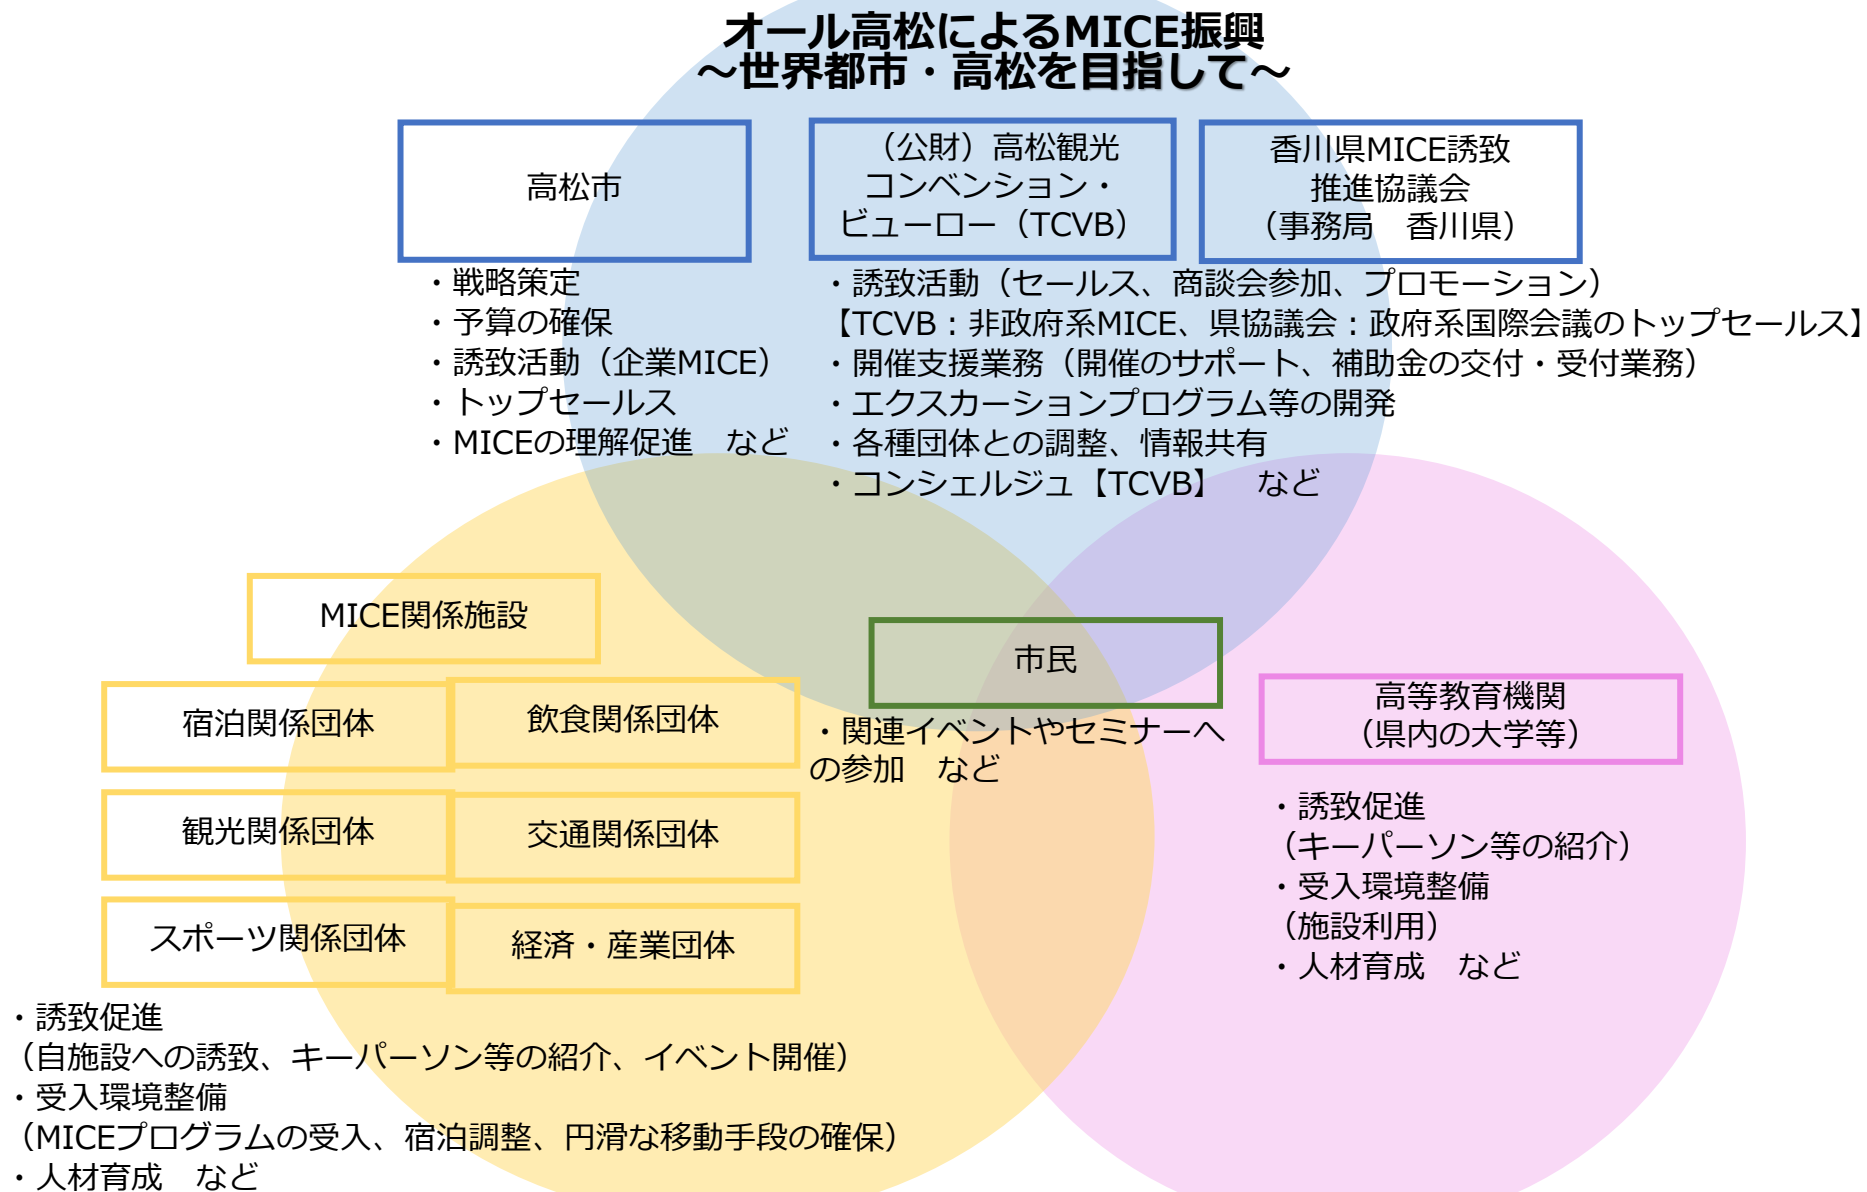 オール高松によるMICE振興
～世界都市・高松を目指して～
高松市
（公財）高松観光
コンベンション・
ビューロー（TCVB）
香川県MICE誘致
推進協議会
（事務局　香川県）
・戦略策定
・予算の確保
・誘致活動（企業MICE）
・トップセールス
・MICEの理解促進　など
・誘致活動（セールス、商談会参加、プロモーション）
【TCVB：非政府系MICE、県協議会：政府系国際会議のトップセールス】
・開催支援業務（開催のサポート、補助金の交付・受付業務）
・エクスカーションプログラム等の開発
・各種団体との調整、情報共有
・コンシェルジュ【TCVB】　など
MICE関係施設
宿泊関係団体
飲食関係団体
観光関係団体
交通関係団体
スポーツ関係団体
経済・産業団体
・誘致促進
（自施設への誘致、キーパーソン等の紹介、イベント開催）
・受入環境整備
（MICEプログラムの受入、宿泊調整、円滑な移動手段の確保）
・人材育成　など
市民
・関連イベントやセミナーへ
の参加　など
高等教育機関
（県内の大学等）
・誘致促進
（キーパーソン等の紹介）
・受入環境整備
（施設利用）
・人材育成　など